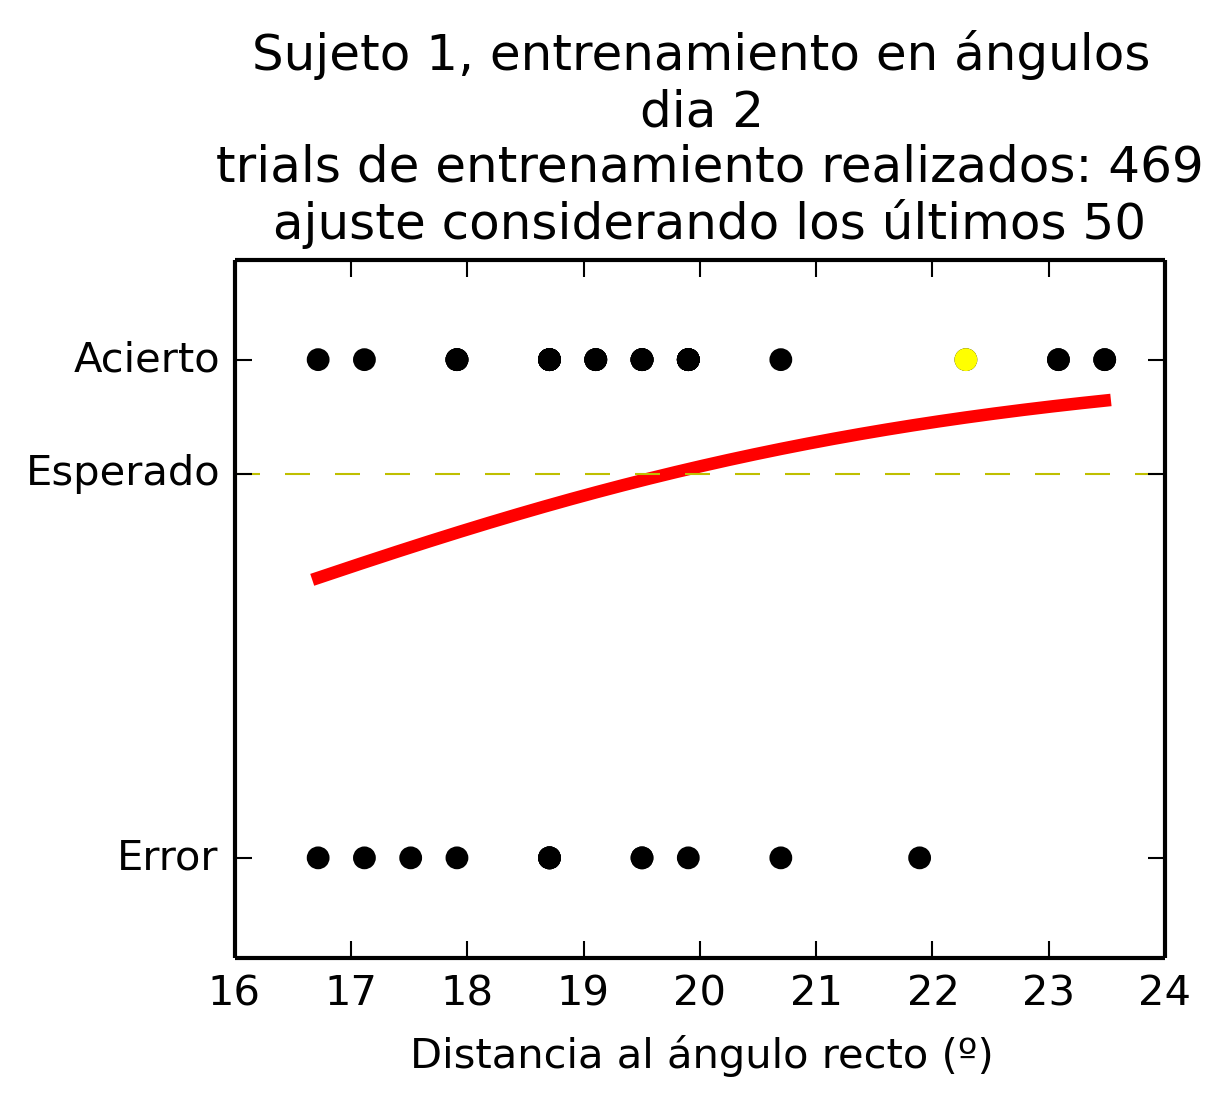 Sujeto 1, entrenamiento en ángulos
dia 2
trials de entrenamiento realizados: 469
ajuste considerando los últimos 50
Acierto
Esperado
Error
16 17 18 19 20 21 22 23 24
Distancia al ángulo recto (º)